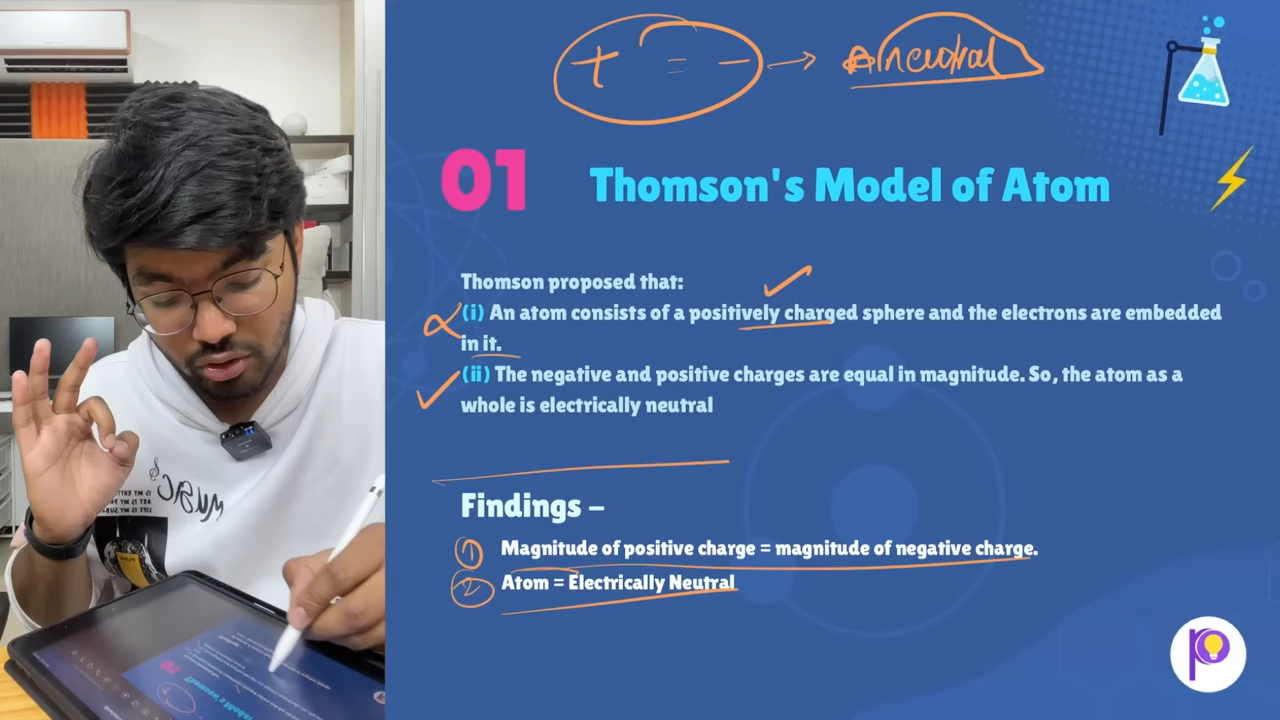 + = - → neutral
01 Thomson's Model of Atom
Thomson proposed that:
(i) An atom consists of a positively charged sphere and the electrons are embedded
in it.
(ii) The negative and positive charges are equal in magnitude. So, the atom as a
whole is electrically neutral
Findings –
1 Magnitude of positive charge = magnitude of negative charge.
2 Atom = Electrically Neutral
MUSIC